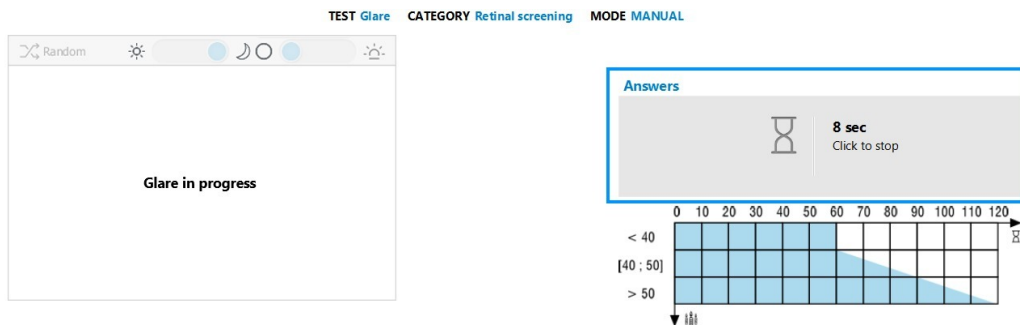 TEST Glare CATEGORY Retinal screening MODE MANUAL
Random
Glare in progress
Answers
8 sec
Click to stop
0 10 20 30 40 50 60 70 80 90 100 110 120
< 40
[40 ; 50]
> 50